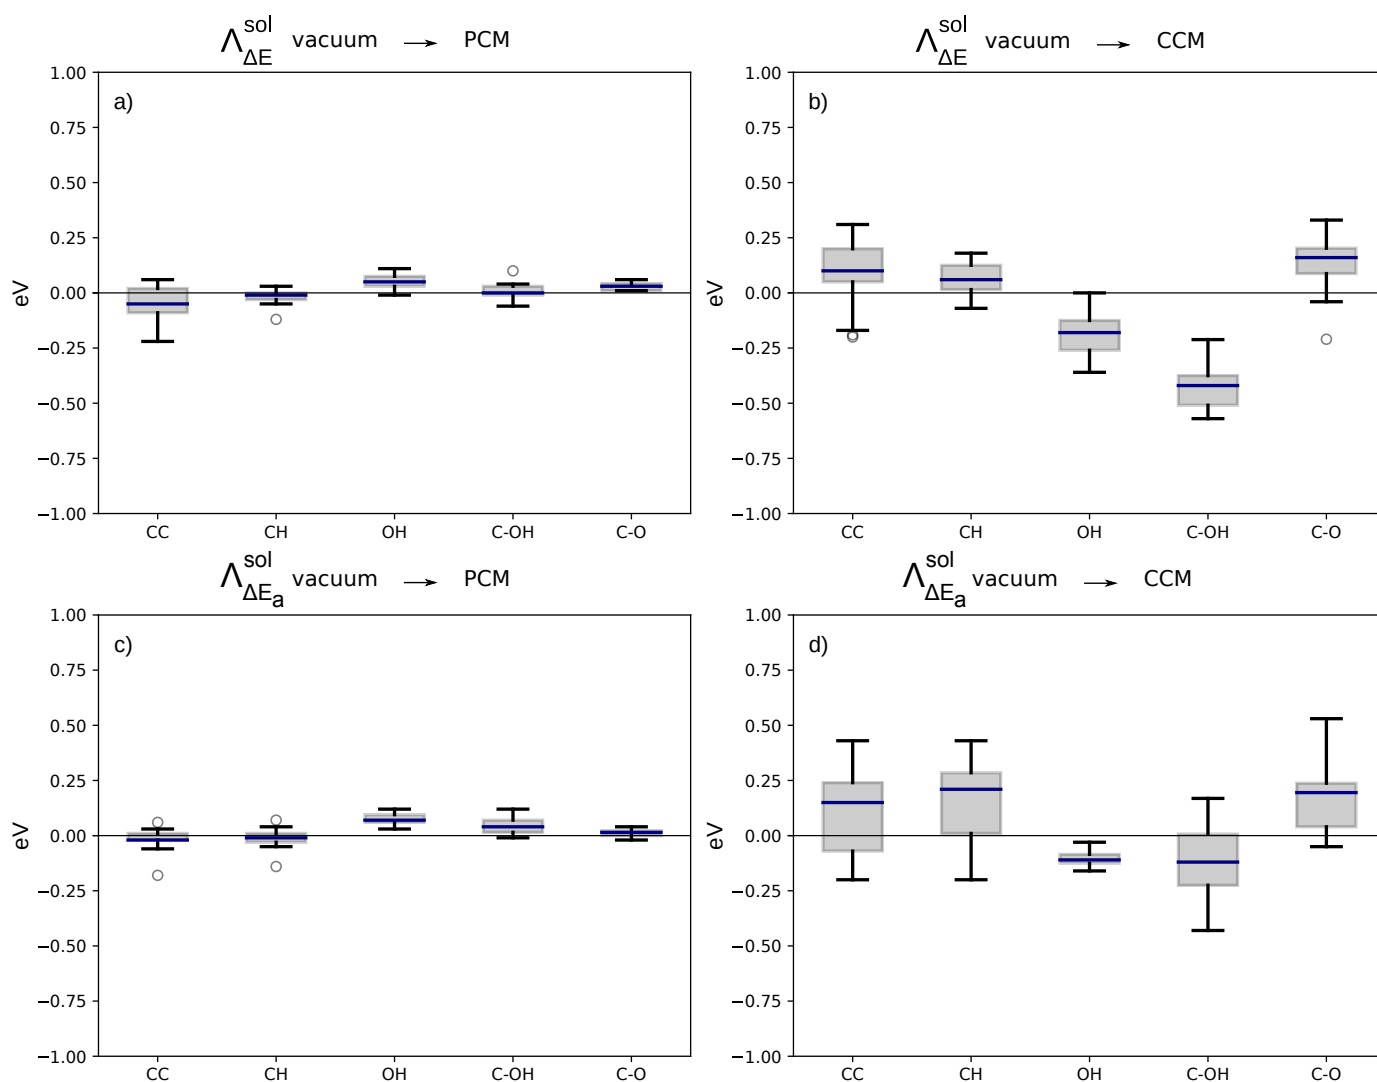 Λ^sol_ΔE vacuum → PCM
a)
1.00
0.75
0.50
0.25
0.00
−0.25
−0.50
−0.75
−1.00
eV
CC CH OH C-OH C-O
Λ^sol_ΔE vacuum → CCM
b)
1.00
0.75
0.50
0.25
0.00
−0.25
−0.50
−0.75
−1.00
eV
CC CH OH C-OH C-O
Λ^sol_ΔEa vacuum → PCM
c)
1.00
0.75
0.50
0.25
0.00
−0.25
−0.50
−0.75
−1.00
eV
CC CH OH C-OH C-O
Λ^sol_ΔEa vacuum → CCM
d)
1.00
0.75
0.50
0.25
0.00
−0.25
−0.50
−0.75
−1.00
eV
CC CH OH C-OH C-O